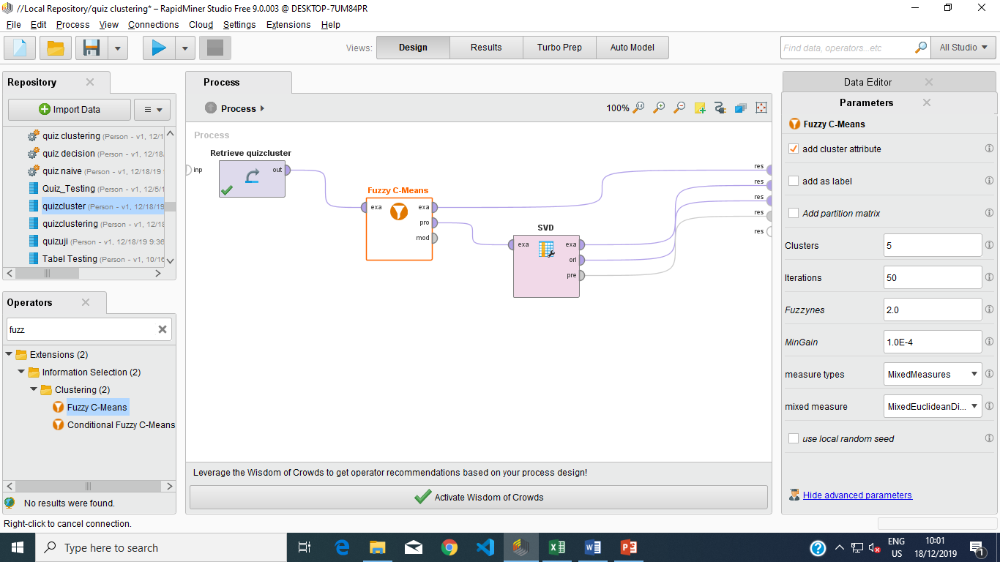 //Local Repository/quiz clustering* – RapidMiner Studio Free 9.0.003 @ DESKTOP-7UM84PR
File Edit Process View Connections Cloud Settings Extensions Help
Views: Design Results Turbo Prep Auto Model
Find data, operators...etc
All Studio
Repository
Import Data
quiz clustering (Person - v1, 12/1
quiz decision (Person - v1, 12/18,
quiz naive (Person - v1, 12/18/19
Quiz_Testing (Person - v1, 12/5/1
quizcluster (Person - v1, 12/18/19
quizclustering (Person - v1, 12/18
quizuji (Person - v1, 12/18/19 9:36
Tabel Testing (Person - v1, 10/16
Operators
fuzz
Extensions (2)
Information Selection (2)
Clustering (2)
Fuzzy C-Means
Conditional Fuzzy C-Means
No results were found.
Right-click to cancel connection.
Process
Process
100%
Process
inp
Retrieve quizcluster
out
Fuzzy C-Means
exa
exa
pro
mod
SVD
exa
exa
ori
pre
res
res
res
res
res
Leverage the Wisdom of Crowds to get operator recommendations based on your process design!
Activate Wisdom of Crowds
Data Editor
Parameters
Fuzzy C-Means
add cluster attribute
add as label
Add partition matrix
Clusters 5
Iterations 50
Fuzzynes 2.0
MinGain 1.0E-4
measure types MixedMeasures
mixed measure MixedEuclideanDi...
use local random seed
Hide advanced parameters
Type here to search
ENG
US
10:01
18/12/2019
1